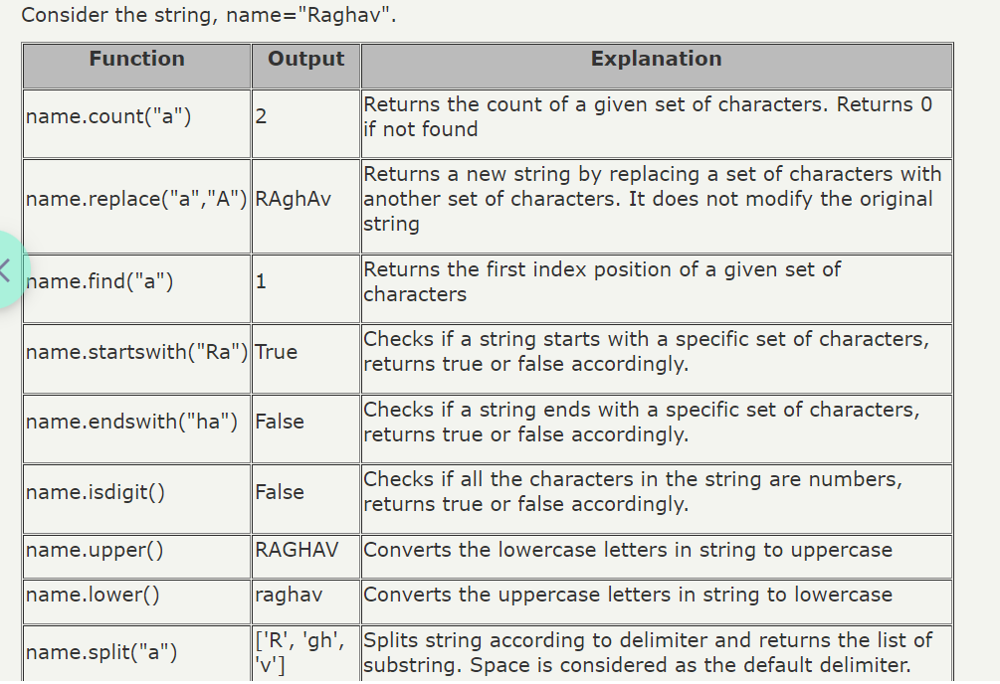 Consider the string, name="Raghav".
Function Output Explanation
name.count("a") 2 Returns the count of a given set of characters. Returns 0
if not found
name.replace("a","A") RAghAv Returns a new string by replacing a set of characters with
another set of characters. It does not modify the original
string
name.find("a") 1 Returns the first index position of a given set of
characters
name.startswith("Ra") True Checks if a string starts with a specific set of characters,
returns true or false accordingly.
name.endswith("ha") False Checks if a string ends with a specific set of characters,
returns true or false accordingly.
name.isdigit() False Checks if all the characters in the string are numbers,
returns true or false accordingly.
name.upper() RAGHAV Converts the lowercase letters in string to uppercase
name.lower() raghav Converts the uppercase letters in string to lowercase
name.split("a") ['R', 'gh', Splits string according to delimiter and returns the list of
'v'] substring. Space is considered as the default delimiter.